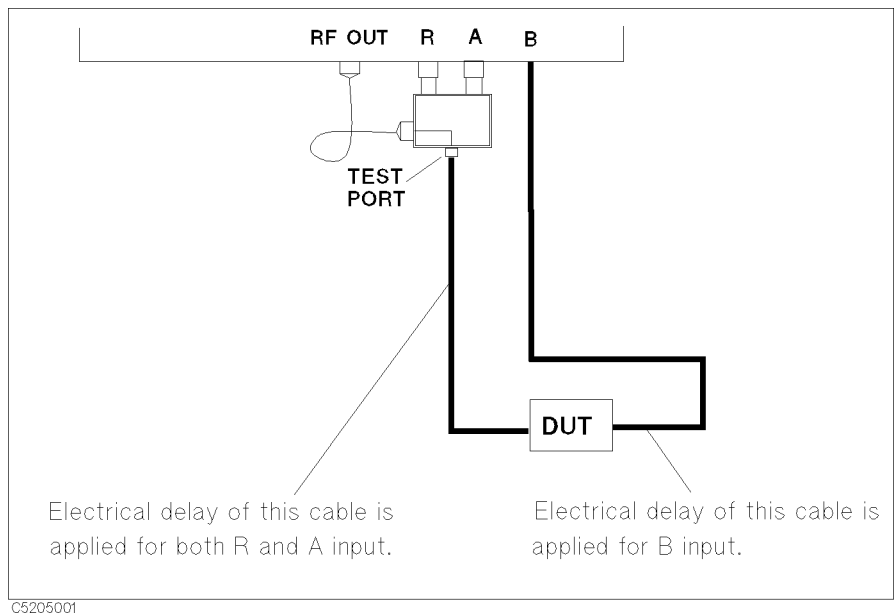 RF OUT R A B
TEST
PORT
DUT
Electrical delay of this cable is
applied for both R and A input.
Electrical delay of this cable is
applied for B input.
C5205001